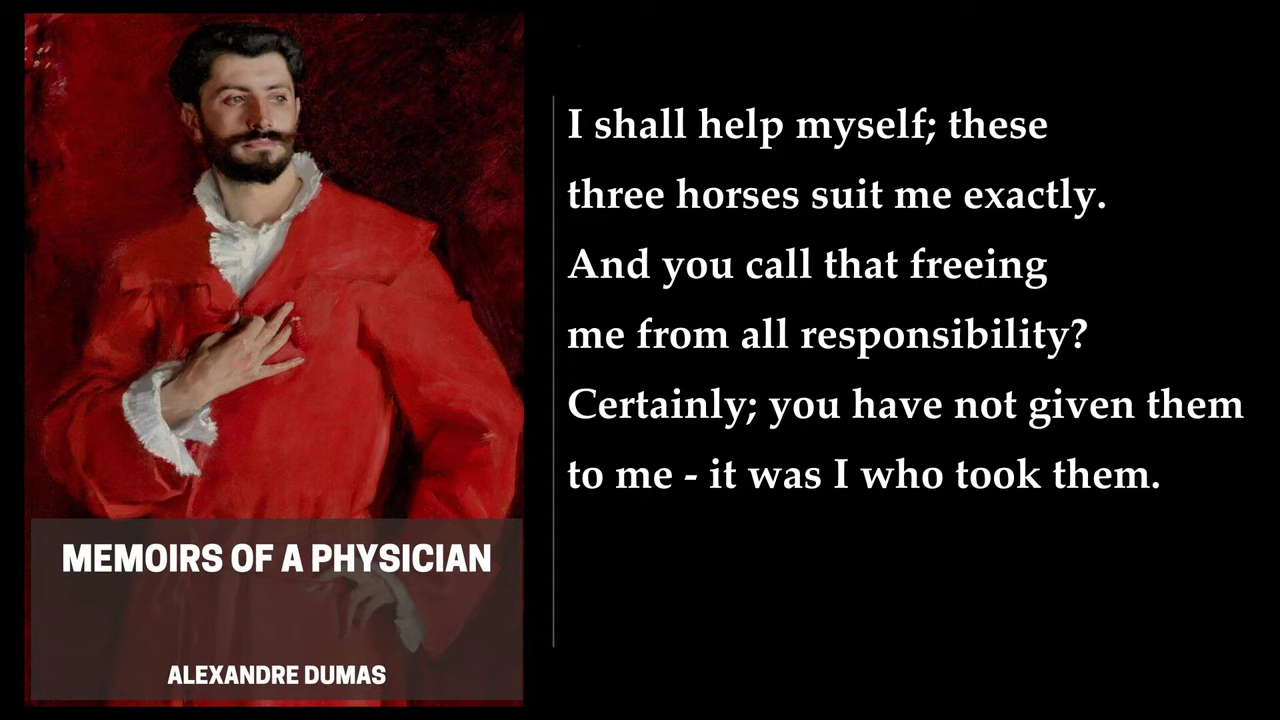 I shall help myself; these
three horses suit me exactly.
And you call that freeing
me from all responsibility?
Certainly; you have not given them
to me - it was I who took them.
MEMOIRS OF A PHYSICIAN
ALEXANDRE DUMAS